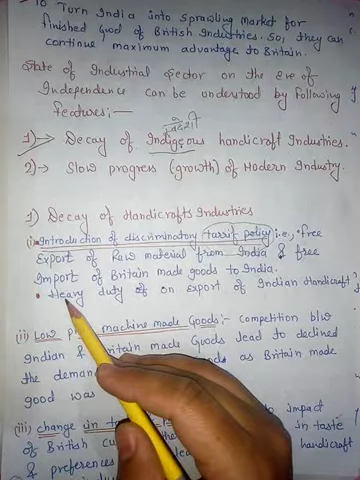 to Turn India into sprawling market for
finished Good of British Industries. So, they can
continue maximum advantage to Britain.
State of Industrial Sector on the Eve of
Independence can be understood by following
features:—
स्वदेशी
1) Decay of Indigeous handicraft Industries.
2)→ Slow progress (growth) of Modern Industry.
1) Decay of Handicrafts Industries
(i) Introduction of discriminatory tarrif policy i.e., free
Export of Raw material from India & free
Import of Britain made goods to India.
• Heavy duty of on export of Indian Handicraft
(ii) Low machine made Goods:- competition b/w
Indian & Britain made Goods lead to declined
the deman as Britain made
good was
(iii) change in to impact
of British cu in taste
& preferences handicraft